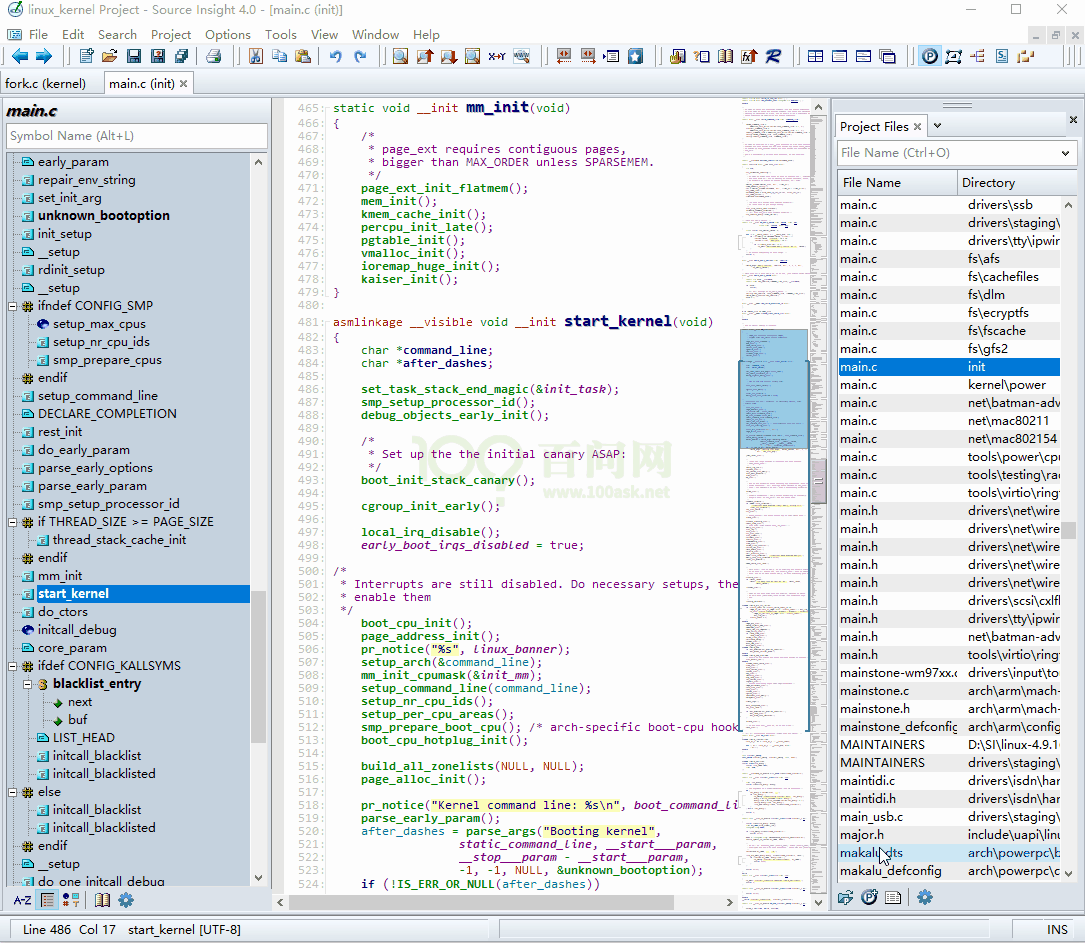 linux_kernel Project - Source Insight 4.0 - [main.c (init)]
File Edit Search Project Options Tools View Window Help
fork.c (kernel) main.c (init)
main.c
Symbol Name (Alt+L)
early_param
repair_env_string
set_init_arg
unknown_bootoption
init_setup
__setup
rdinit_setup
__setup
ifndef CONFIG_SMP
setup_max_cpus
setup_nr_cpu_ids
smp_prepare_cpus
endif
setup_command_line
DECLARE_COMPLETION
rest_init
do_early_param
parse_early_options
parse_early_param
smp_setup_processor_id
if THREAD_SIZE >= PAGE_SIZE
thread_stack_cache_init
endif
mm_init
start_kernel
do_ctors
initcall_debug
core_param
ifdef CONFIG_KALLSYMS
blacklist_entry
next
buf
LIST_HEAD
initcall_blacklist
initcall_blacklisted
else
initcall_blacklist
initcall_blacklisted
endif
__setup
do_one_initcall_debug
A-Z
465: static void __init mm_init(void)
466: {
467: /*
468: * page_ext requires contiguous pages,
469: * bigger than MAX_ORDER unless SPARSEMEM.
470: */
471: page_ext_init_flatmem();
472: mem_init();
473: kmem_cache_init();
474: percpu_init_late();
475: pgtable_init();
476: vmalloc_init();
477: ioremap_huge_init();
478: kaiser_init();
479: }
480:
481: asmlinkage __visible void __init start_kernel(void)
482: {
483: char *command_line;
484: char *after_dashes;
485:
486: set_task_stack_end_magic(&init_task);
487: smp_setup_processor_id();
488: debug_objects_early_init();
489:
490: /*
491: * Set up the the initial canary ASAP:
492: */
493: boot_init_stack_canary();
494:
495: cgroup_init_early();
496:
497: local_irq_disable();
498: early_boot_irqs_disabled = true;
499:
500: /*
501: * Interrupts are still disabled. Do necessary setups, the
502: * enable them
503: */
504: boot_cpu_init();
505: page_address_init();
506: pr_notice("%s", linux_banner);
507: setup_arch(&command_line);
508: mm_init_cpumask(&init_mm);
509: setup_command_line(command_line);
510: setup_nr_cpu_ids();
511: setup_per_cpu_areas();
512: smp_prepare_boot_cpu(); /* arch-specific boot-cpu hook
513: boot_cpu_hotplug_init();
514:
515: build_all_zonelists(NULL, NULL);
516: page_alloc_init();
517:
518: pr_notice("Kernel command line: %s\n", boot_command_li
519: parse_early_param();
520: after_dashes = parse_args("Booting kernel",
521: static_command_line, __start___param,
522: __stop___param - __start___param,
523: -1, -1, NULL, &unknown_bootoption);
524: if (!IS_ERR_OR_NULL(after_dashes))
100 百问网
www.100ask.net
Project Files
File Name (Ctrl+O)
File Name Directory
main.c drivers\ssb
main.c drivers\staging\
main.c drivers\tty\ipwir
main.c fs\afs
main.c fs\cachefiles
main.c fs\dlm
main.c fs\ecryptfs
main.c fs\fscache
main.c fs\gfs2
main.c init
main.c kernel\power
main.c net\batman-adv
main.c net\mac80211
main.c net\mac802154
main.c tools\power\cpu
main.c tools\testing\rac
main.c tools\virtio\ring
main.h drivers\net\wire
main.h drivers\net\wire
main.h drivers\net\wire
main.h drivers\net\wire
main.h drivers\net\wire
main.h drivers\scsi\cxlfl
main.h drivers\tty\ipwir
main.h net\batman-adv
main.h tools\virtio\ring
mainstone-wm97xx.c drivers\input\to
mainstone.c arch\arm\mach-
mainstone.h arch\arm\mach-
mainstone_defconfig arch\arm\config
MAINTAINERS D:\SI\linux-4.9.1
MAINTAINERS drivers\staging\
maintidi.c drivers\isdn\har
maintidi.h drivers\isdn\har
main_usb.c drivers\staging\
major.h include\uapi\linu
makalu.dts arch\powerpc\b
makalu_defconfig arch\powerpc\c
Line 486 Col 17 start_kernel [UTF-8] INS